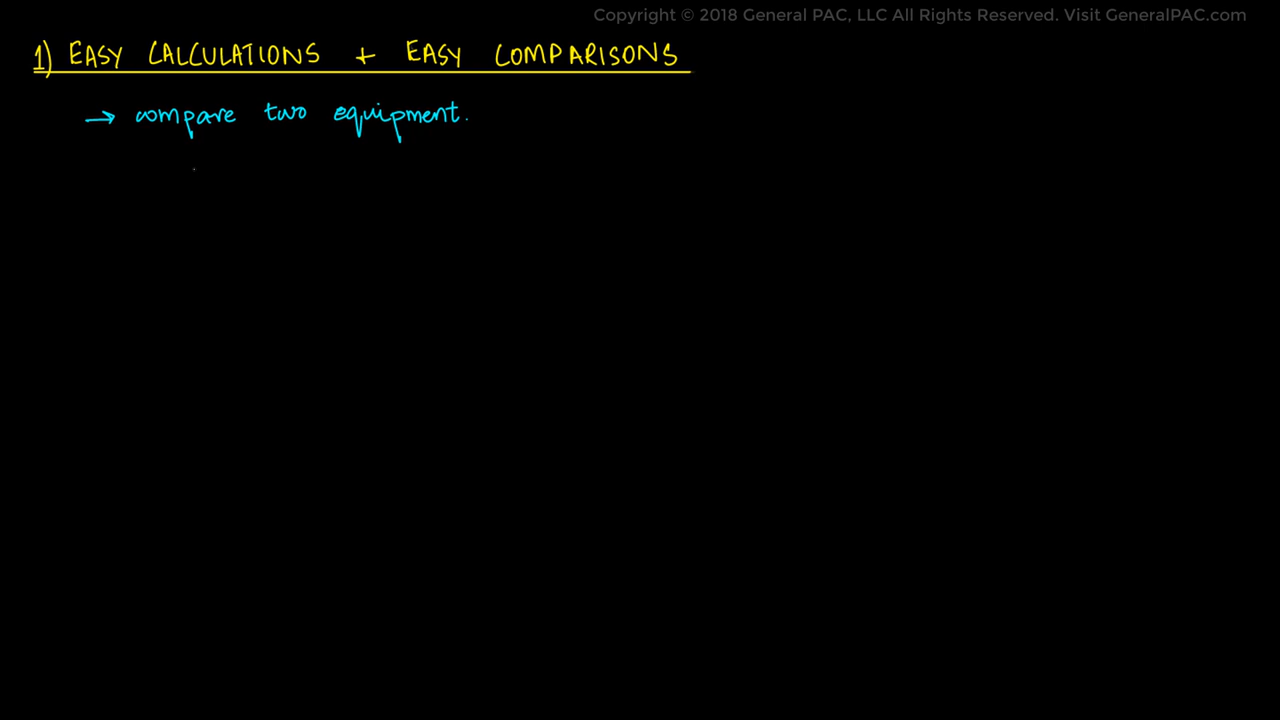 Copyright © 2018 General PAC, LLC All Rights Reserved. Visit GeneralPAC.com
1) EASY CALCULATIONS + EASY COMPARISONS
→ compare two equipment.